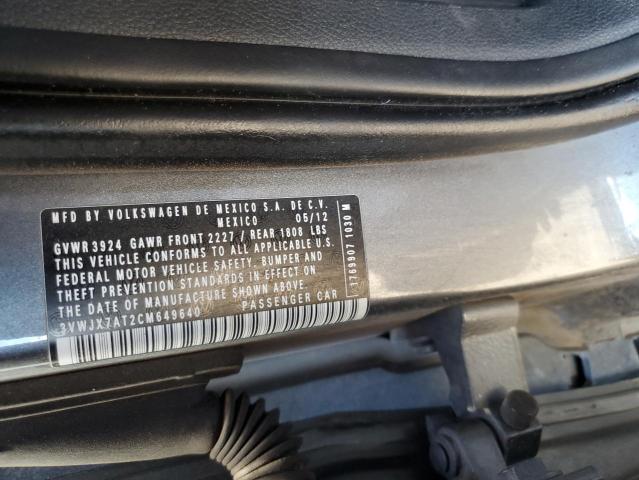 MFD BY VOLKSWAGEN DE MEXICO S.A. DE C.V.
MEXICO 05/12
GVWR 3924 GAWR FRONT 2227 / REAR 1808 LBS
THIS VEHICLE CONFORMS TO ALL APPLICABLE U.S.
FEDERAL MOTOR VEHICLE SAFETY, BUMPER AND
THEFT PREVENTION STANDARDS IN EFFECT ON
THE DATE OF MANUFACTURE SHOWN ABOVE.
3VWJX7AT2CM649640 PASSENGER CAR
1769907 1030 M